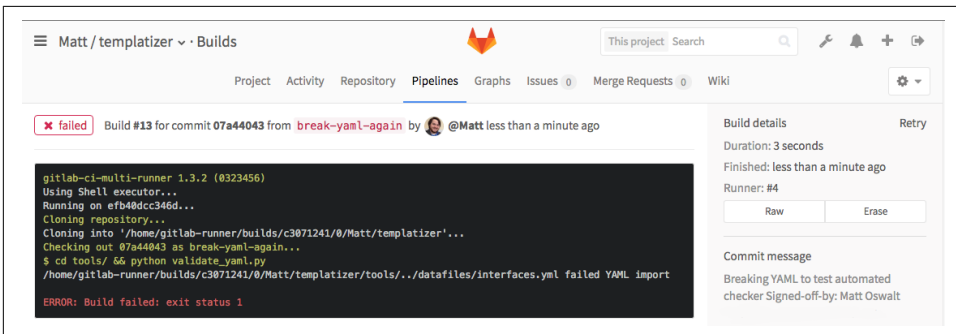 Matt / templatizer · Builds
This project Search
Project Activity Repository Pipelines Graphs Issues 0 Merge Requests 0 Wiki
✖ failed Build #13 for commit 07a44043 from break-yaml-again by @Matt less than a minute ago
gitlab-ci-multi-runner 1.3.2 (0323456)
Using Shell executor...
Running on efb40dcc346d...
Cloning repository...
Cloning into '/home/gitlab-runner/builds/c3071241/0/Matt/templatizer'...
Checking out 07a44043 as break-yaml-again...
$ cd tools/ && python validate_yaml.py
/home/gitlab-runner/builds/c3071241/0/Matt/templatizer/tools/../datafiles/interfaces.yml failed YAML import
ERROR: Build failed: exit status 1
Build details Retry
Duration: 3 seconds
Finished: less than a minute ago
Runner: #4
Raw Erase
Commit message
Breaking YAML to test automated
checker Signed-off-by: Matt Oswalt